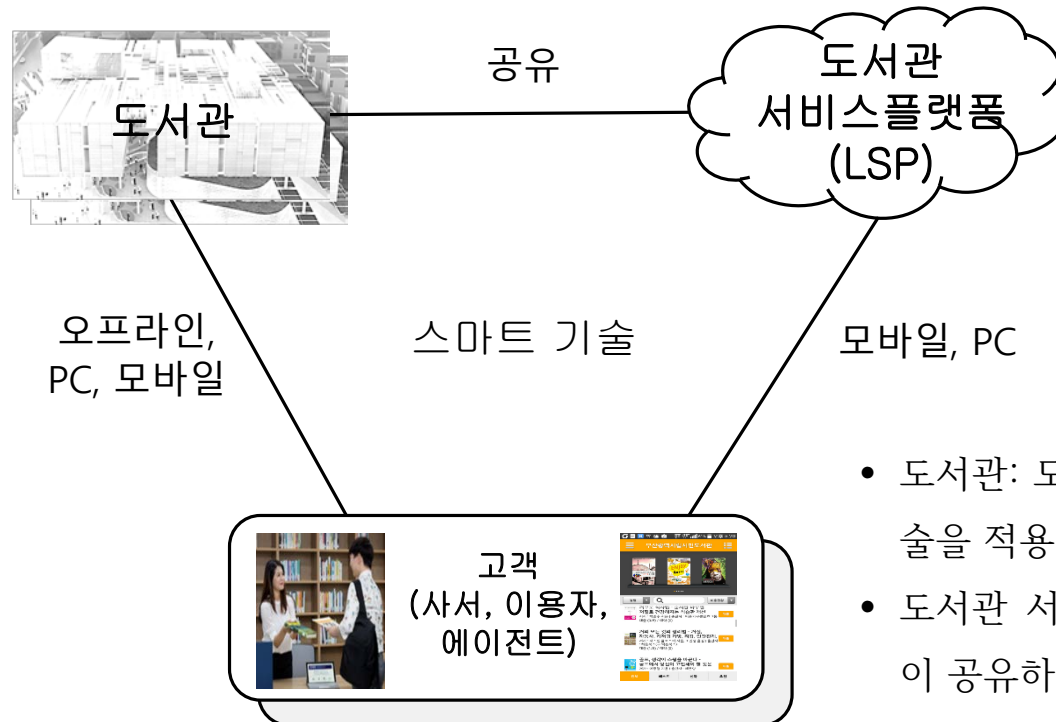 공유
도서관
도서관
서비스플랫폼
(LSP)
오프라인,
PC, 모바일
스마트 기술
모바일, PC
고객
(사서, 이용자,
에이전트)
• 도서관:
술을 적용
• 도서관 서
이 공유하